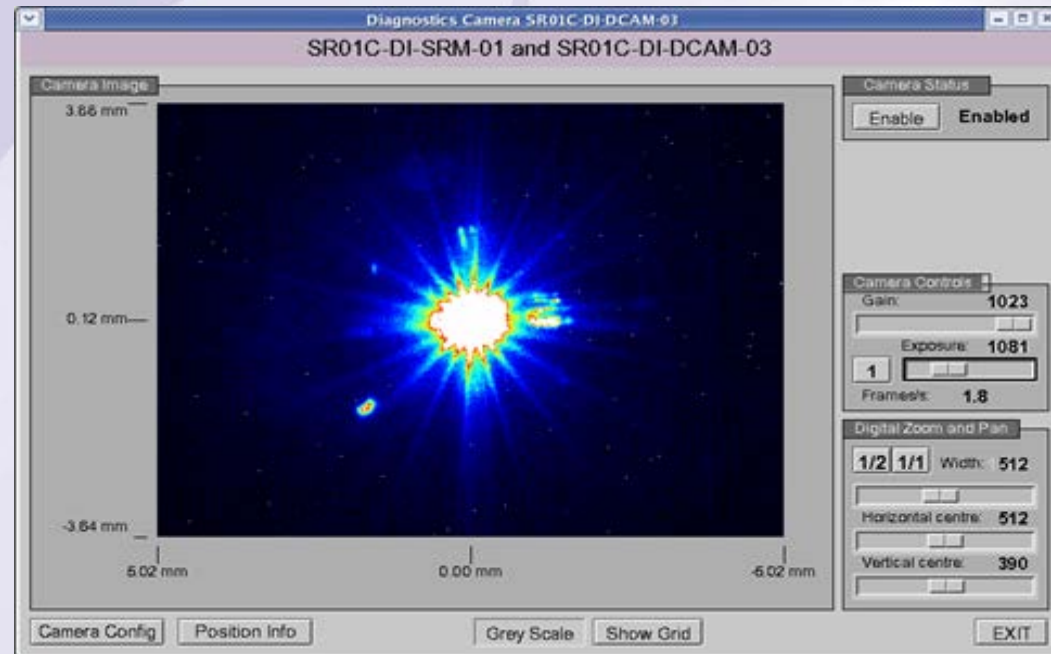 Diagnostics Camera SR01C-DI-DCAM-03
SR01C-DI-SRM-01 and SR01C-DI-DCAM-03
Camera Image
3.88 mm
0.12 mm
-3.64 mm
5.02 mm
0.00 mm
-5.02 mm
Camera Status
Enable Enabled
Camera Controls
Gain: 1023
Exposure: 1081
1
Frames/s: 1.8
Digital Zoom and Pan
1/2 1/1 Width: 512
Horizontal centre: 512
Vertical centre: 390
Camera Config Position Info Grey Scale Show Grid EXIT